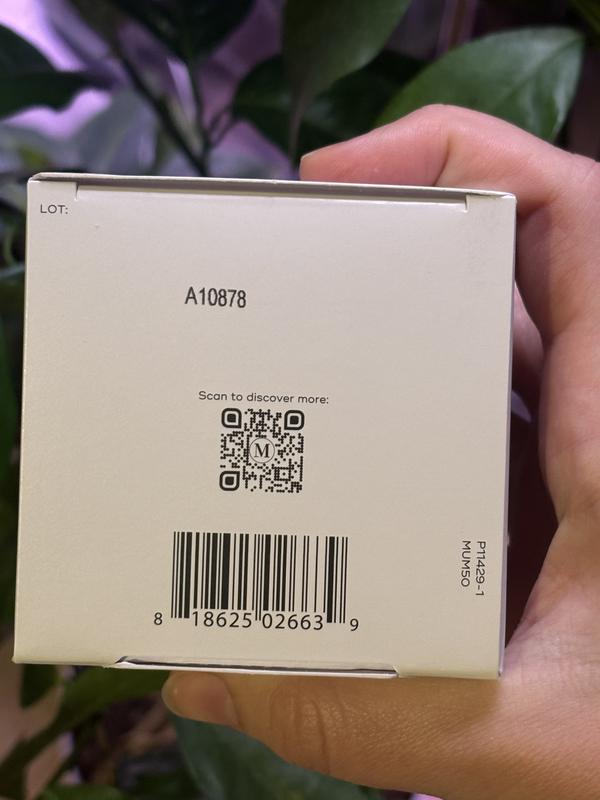 LOT:
A10878
Scan to discover more:
M
8 18625 02663 9
P11429-1
MUM50